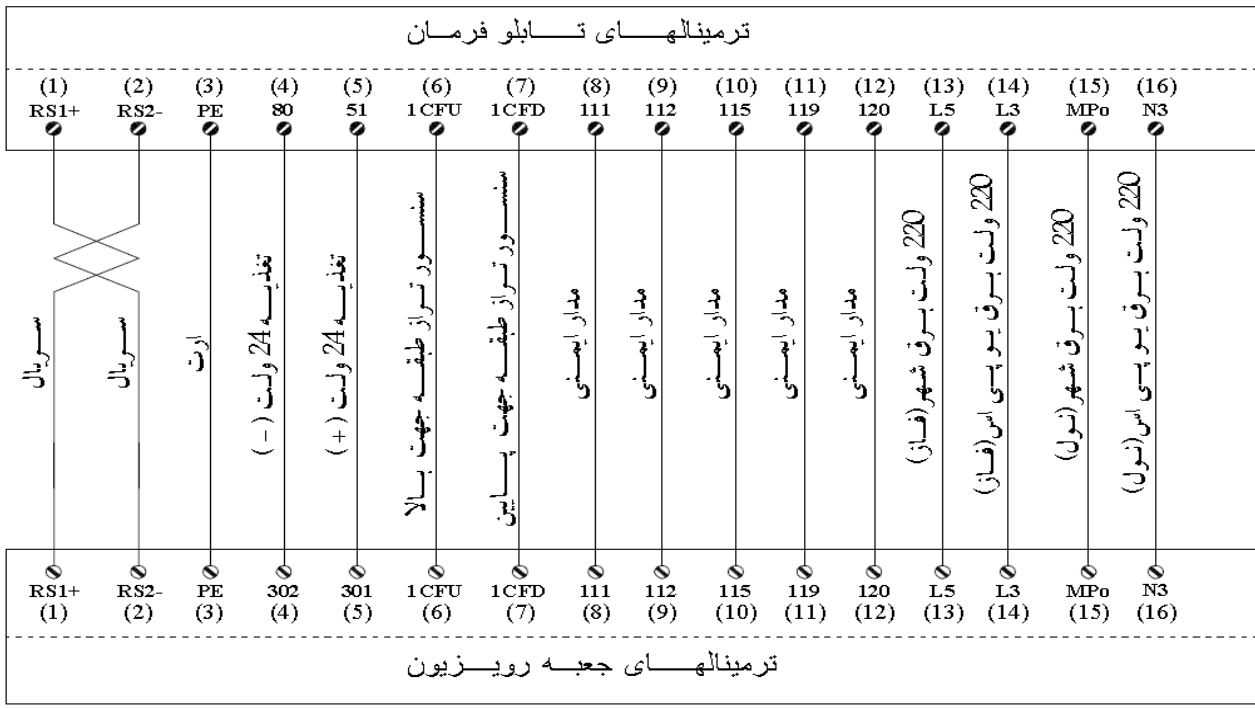 ترمینالهای تابلو فرمان
(1) (2) (3) (4) (5) (6) (7) (8) (9) (10) (11) (12) (13) (14) (15) (16)
RS1+ RS2- PE 80 51 1CFU 1CFD 111 112 115 119 120 L5 L3 MPo N3
سریال
سریال
ارت
تغذیه 24 ولت (-)
تغذیه 24 ولت (+)
سنسور تراز طبقه جهت بالا
سنسور تراز طبقه جهت پایین
مدار ایمنی
مدار ایمنی
مدار ایمنی
مدار ایمنی
مدار ایمنی
220 ولت برق شهر(فاز)
220 ولت برق یو پی اس(فاز)
220 ولت برق شهر(نول)
220 ولت برق یو پی اس(نول)
RS1+ RS2- PE 302 301 1CFU 1CFD 111 112 115 119 120 L5 L3 MPo N3
(1) (2) (3) (4) (5) (6) (7) (8) (9) (10) (11) (12) (13) (14) (15) (16)
ترمینالهای جعبه رویزیون